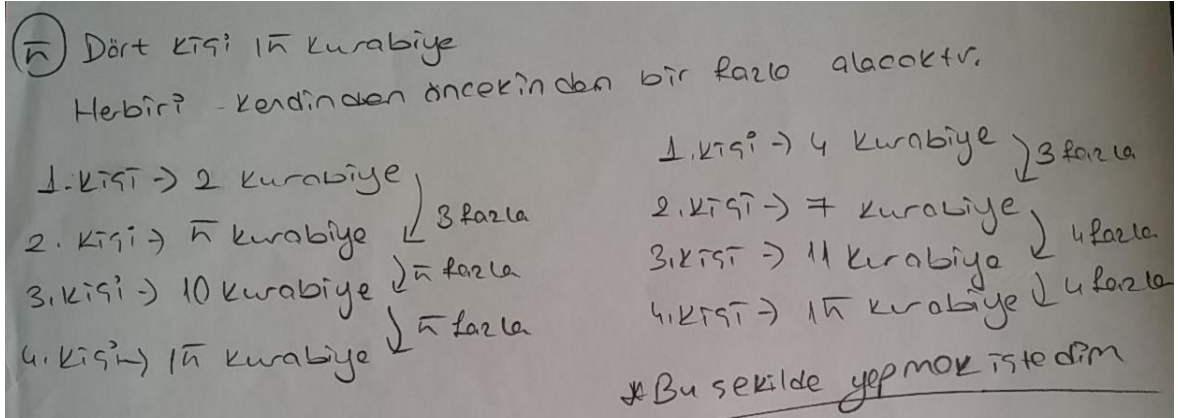 5) Dört kişi 15 kurabiye
Herbiri kendinden öncekinden bir fazla alacaktır.
1. kişi → 2 kurabiye
3 fazla
2. kişi → 5 kurabiye
5 fazla
3. kişi → 10 kurabiye
5 fazla
4. kişi → 15 kurabiye
1. kişi → 4 kurabiye
3 fazla
2. kişi → 7 kurabiye
4 fazla
3. kişi → 11 kurabiye
4 fazla
4. kişi → 15 kurabiye
* Bu sekilde yapmak istedim